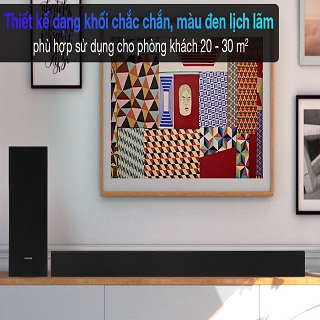 Thiết kế dạng khối chắc chắn, màu đen lịch lãm
phù hợp sử dụng cho phòng khách 20 - 30 m²